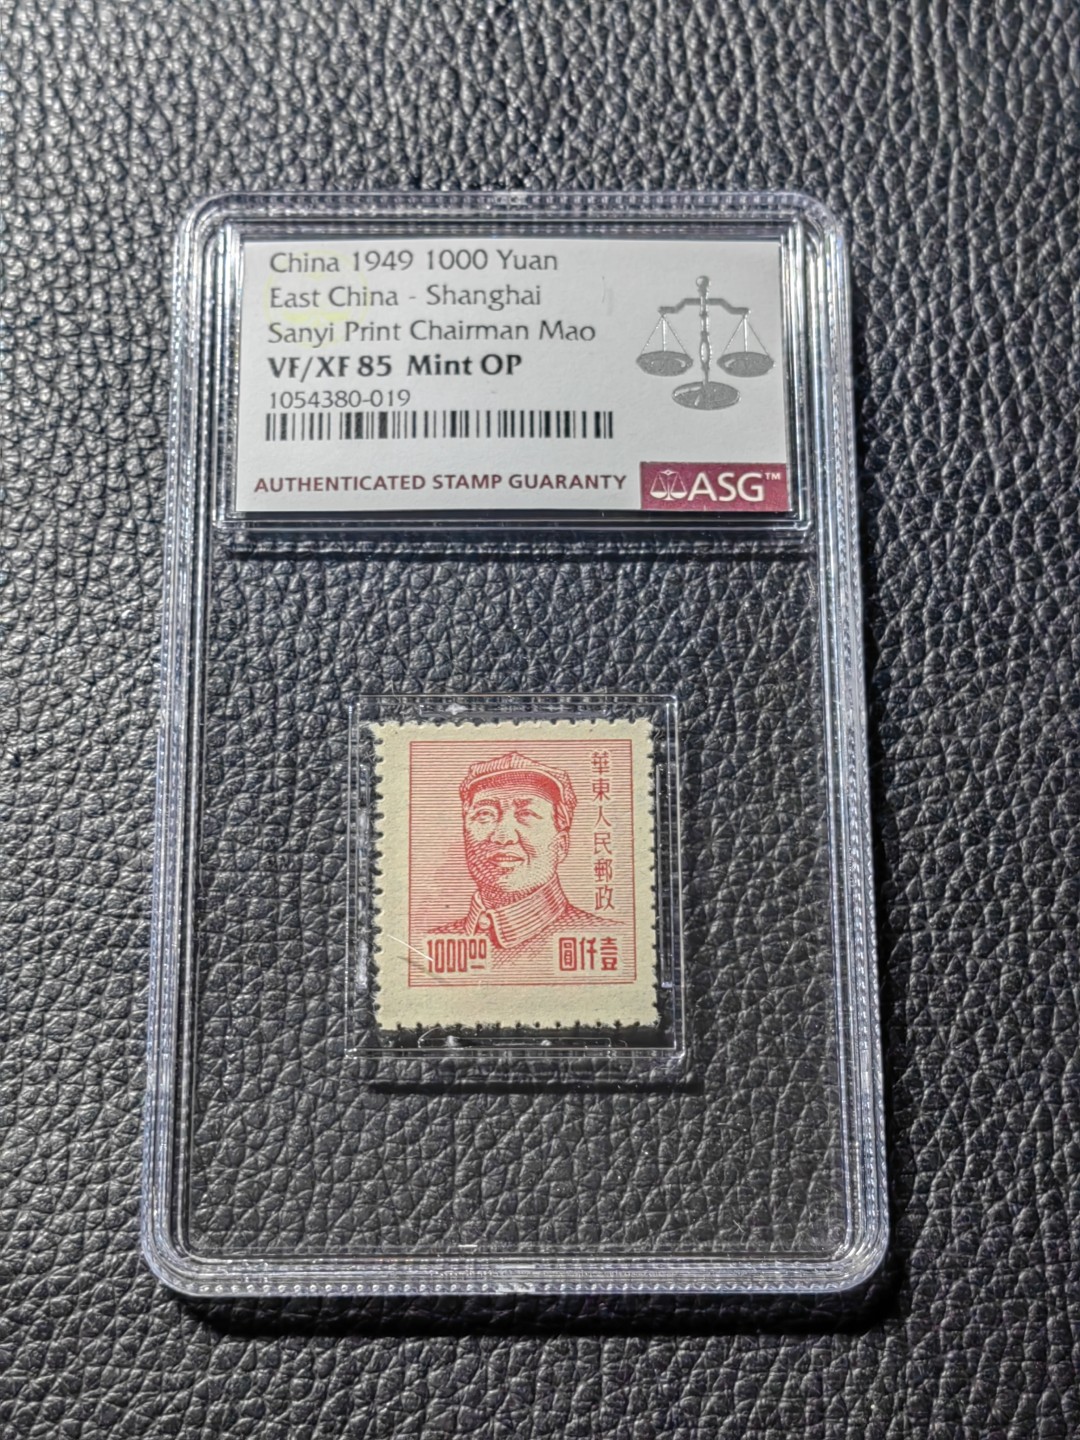 China 1949 1000 Yuan
East China - Shanghai
Sanyi Print Chairman Mao
VF/XF 85 Mint OP
1054380-019
AUTHENTICATED STAMP GUARANTY
ASG™
華東人民郵政
1000 00
圓仟壹